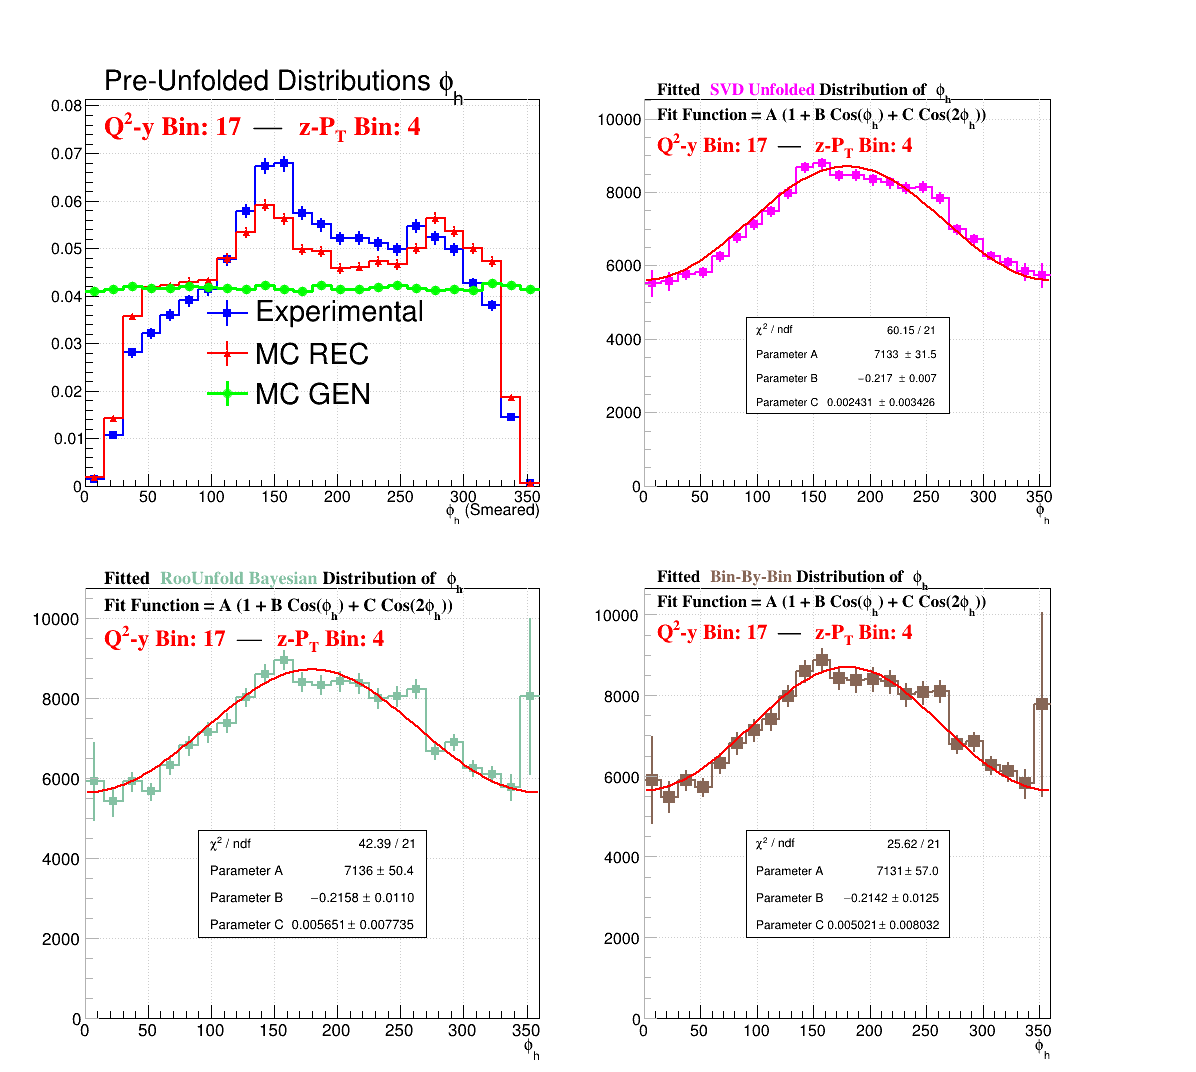 Pre-Unfolded Distributions ϕh
Q²-y Bin: 17 — z-PT Bin: 4
0.08
0.07
0.06
0.05
0.04
0.03
0.02
0.01
0
Experimental
MC REC
MC GEN
0 50 100 150 200 250 300 350
ϕh (Smeared)
Fitted SVD Unfolded Distribution of ϕh
Fit Function = A (1 + B Cos(ϕh) + C Cos(2ϕh))
Q²-y Bin: 17 — z-PT Bin: 4
10000
8000
6000
4000
2000
0
χ² / ndf 60.15 / 21
Parameter A 7133 ± 31.5
Parameter B −0.217 ± 0.007
Parameter C 0.002431 ± 0.003426
0 50 100 150 200 250 300 350
ϕh
Fitted RooUnfold Bayesian Distribution of ϕh
Fit Function = A (1 + B Cos(ϕh) + C Cos(2ϕh))
Q²-y Bin: 17 — z-PT Bin: 4
10000
8000
6000
4000
2000
0
χ² / ndf 42.39 / 21
Parameter A 7136 ± 50.4
Parameter B −0.2158 ± 0.0110
Parameter C 0.005651 ± 0.007735
0 50 100 150 200 250 300 350
ϕh
Fitted Bin-By-Bin Distribution of ϕh
Fit Function = A (1 + B Cos(ϕh) + C Cos(2ϕh))
Q²-y Bin: 17 — z-PT Bin: 4
10000
8000
6000
4000
2000
0
χ² / ndf 25.62 / 21
Parameter A 7131 ± 57.0
Parameter B −0.2142 ± 0.0125
Parameter C 0.005021 ± 0.008032
0 50 100 150 200 250 300 350
ϕh